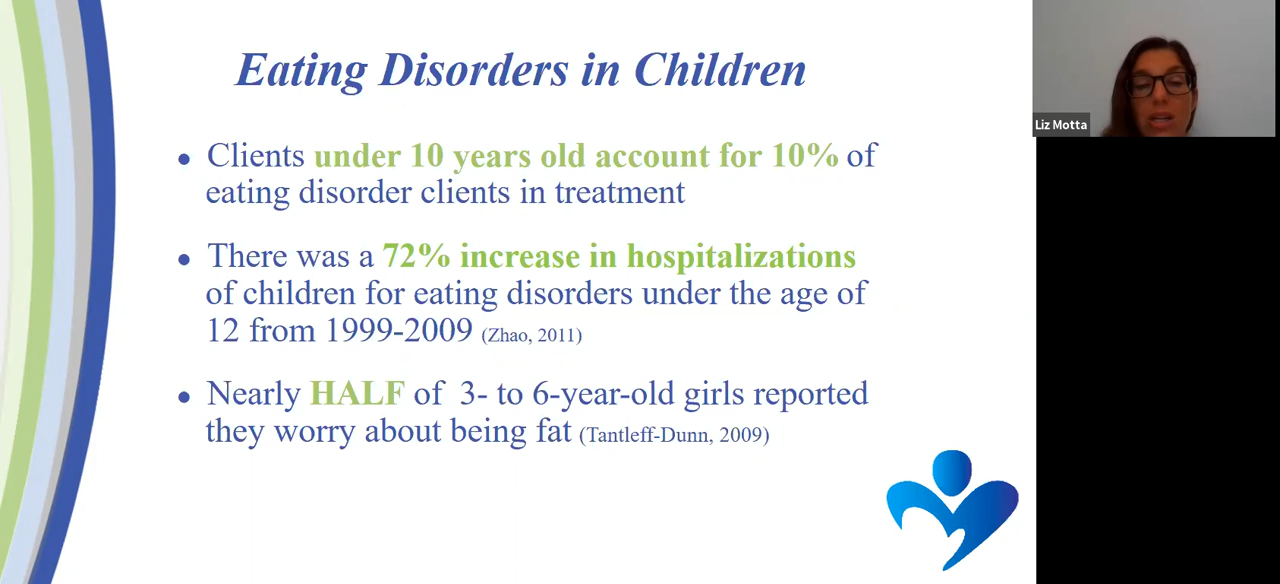 Eating Disorders in Children
• Clients under 10 years old account for 10% of
eating disorder clients in treatment
• There was a 72% increase in hospitalizations
of children for eating disorders under the age of
12 from 1999-2009 (Zhao, 2011)
• Nearly HALF of 3- to 6-year-old girls reported
they worry about being fat (Tantleff-Dunn, 2009)
Liz Motta